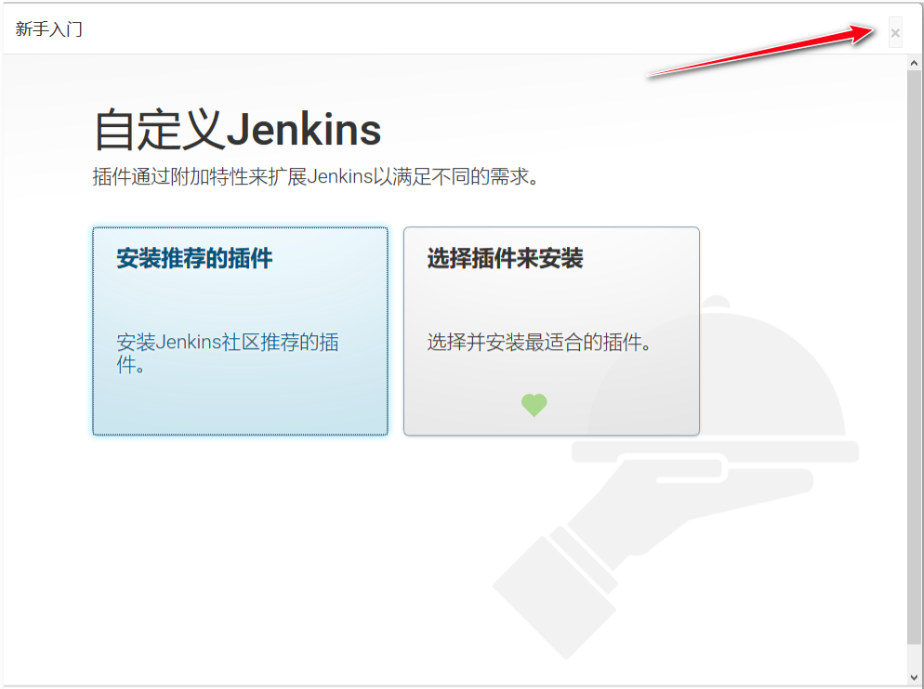 新手入门
×
自定义Jenkins
插件通过附加特性来扩展Jenkins以满足不同的需求。
安装推荐的插件
安装Jenkins社区推荐的插
件。
选择插件来安装
选择并安装最适合的插件。